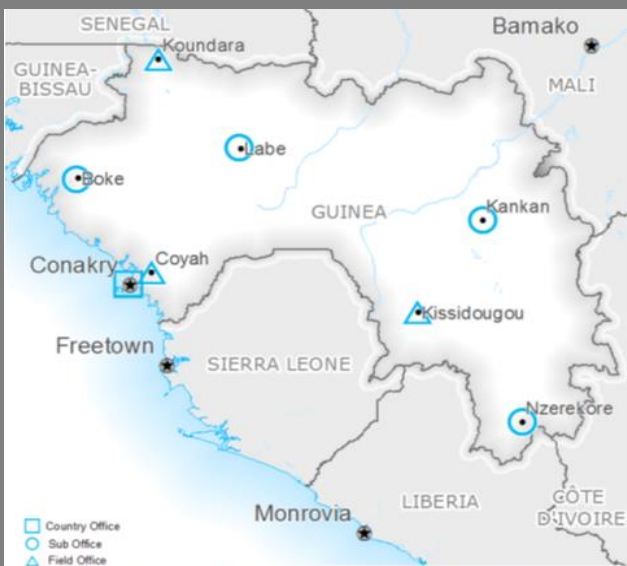 SENEGAL
Bamako
Koundara
GUINEA-
BISSAU
MALI
Labe
Boke
Kankan
GUINEA
Coyah
Conakry
Kissidougou
Freetown
SIERRA LEONE
Nzerekore
LIBERIA
CÔTE
D'IVOIRE
Monrovia
Country Office
Sub Office
Field Office